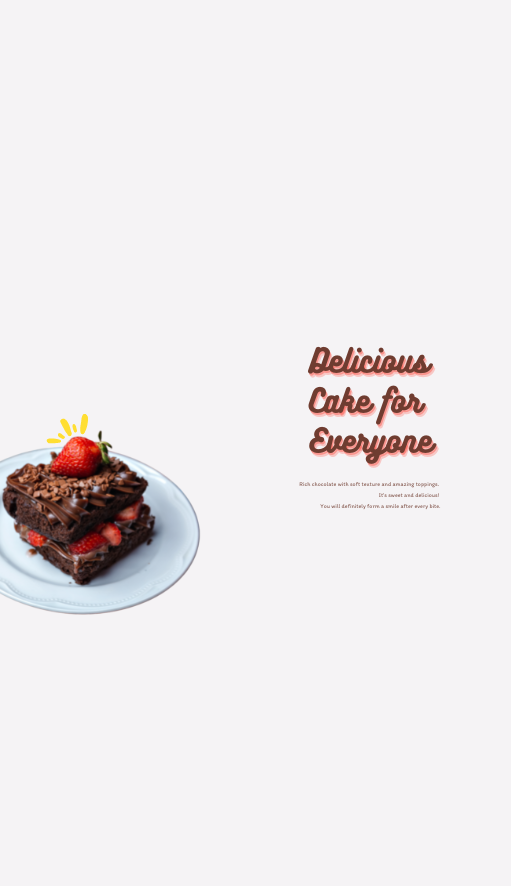 Delicious
Cake for
Everyone
Rich chocolate with soft texture and amazing toppings.
It's sweet and delicious!
You will definitely form a smile after every bite.